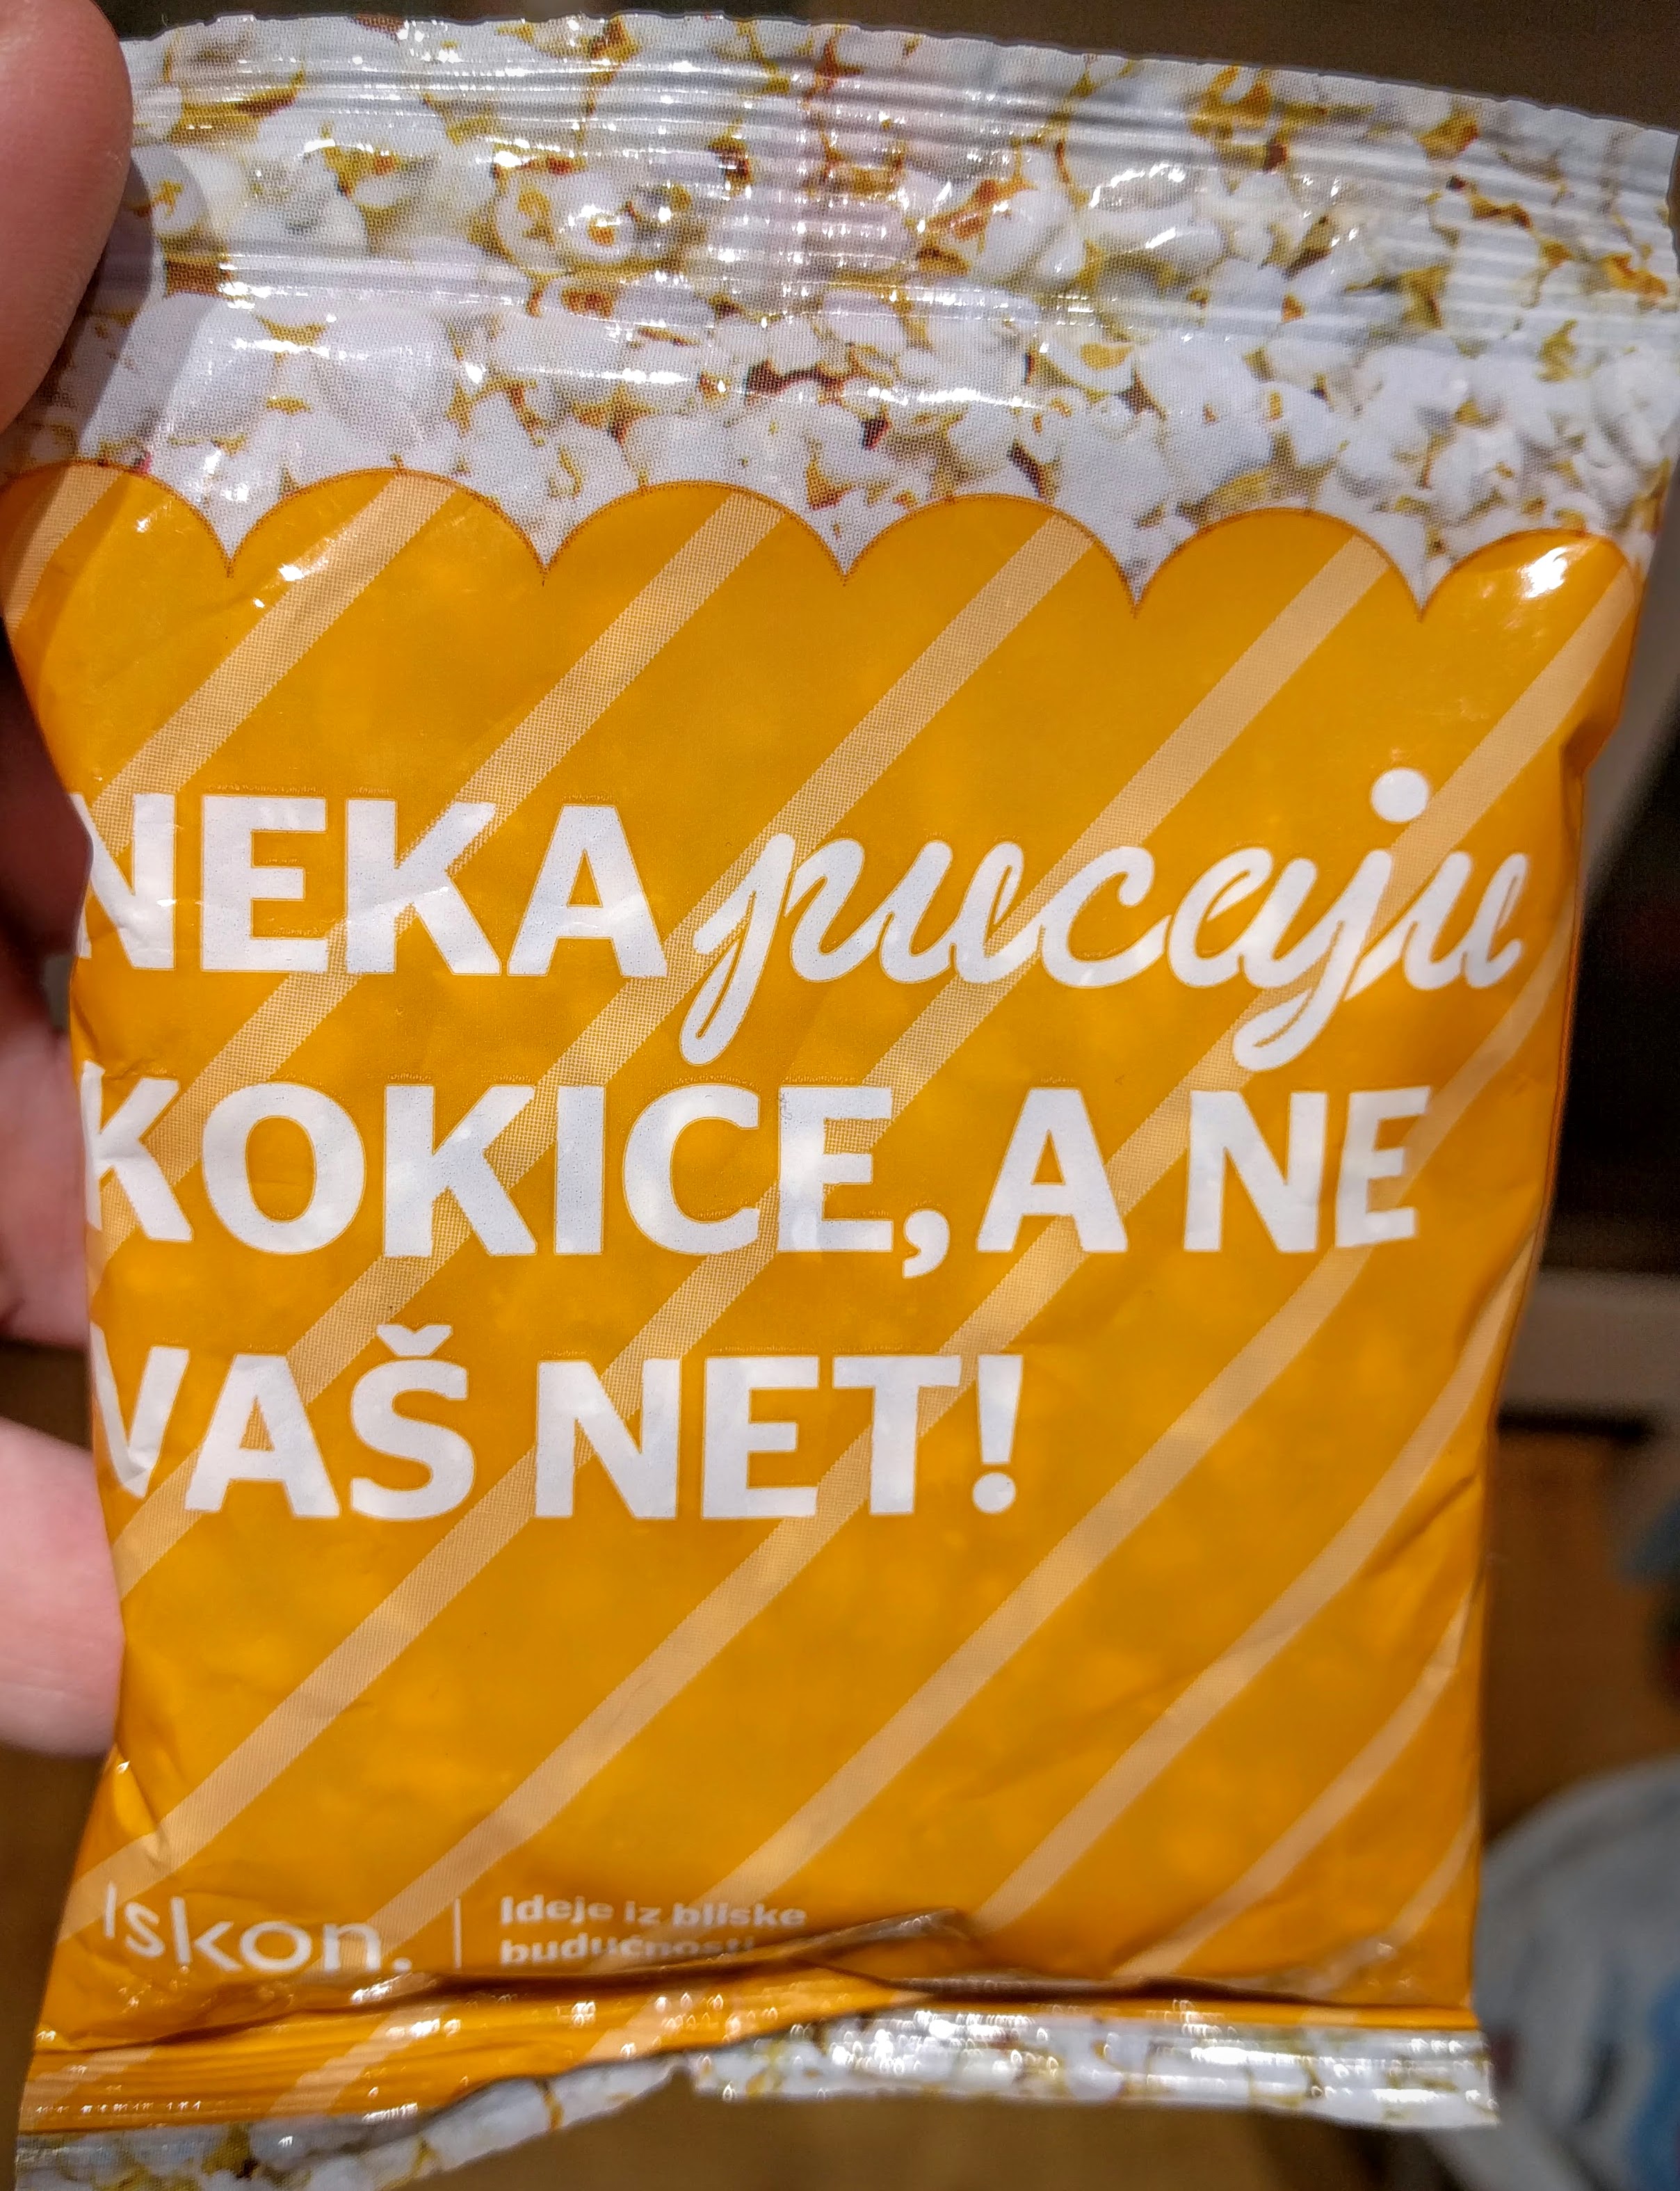 NEKA pucaju
KOKICE, A NE
VAŠ NET!
Iskon.
Ideje iz bliske
budućnosti